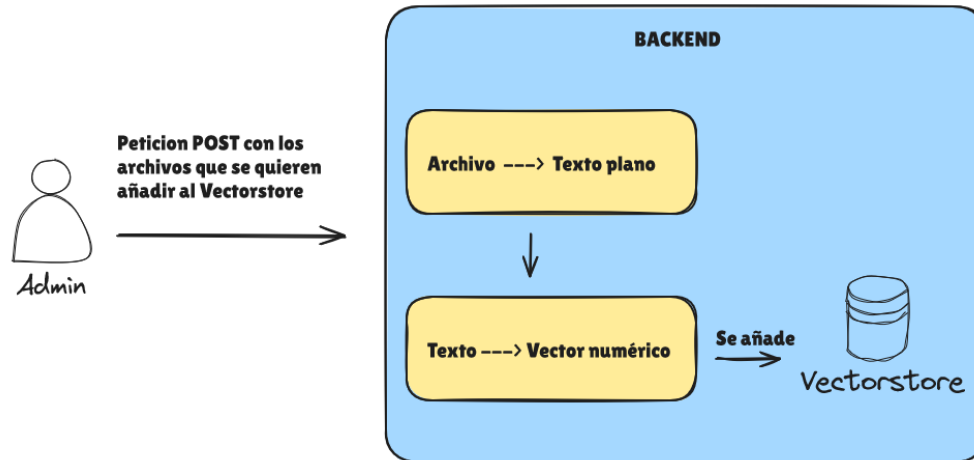 BACKEND
Peticion POST con los
archivos que se quieren
añadir al Vectorstore
Admin
Archivo ---> Texto plano
Texto ---> Vector numérico
Se añade
Vectorstore